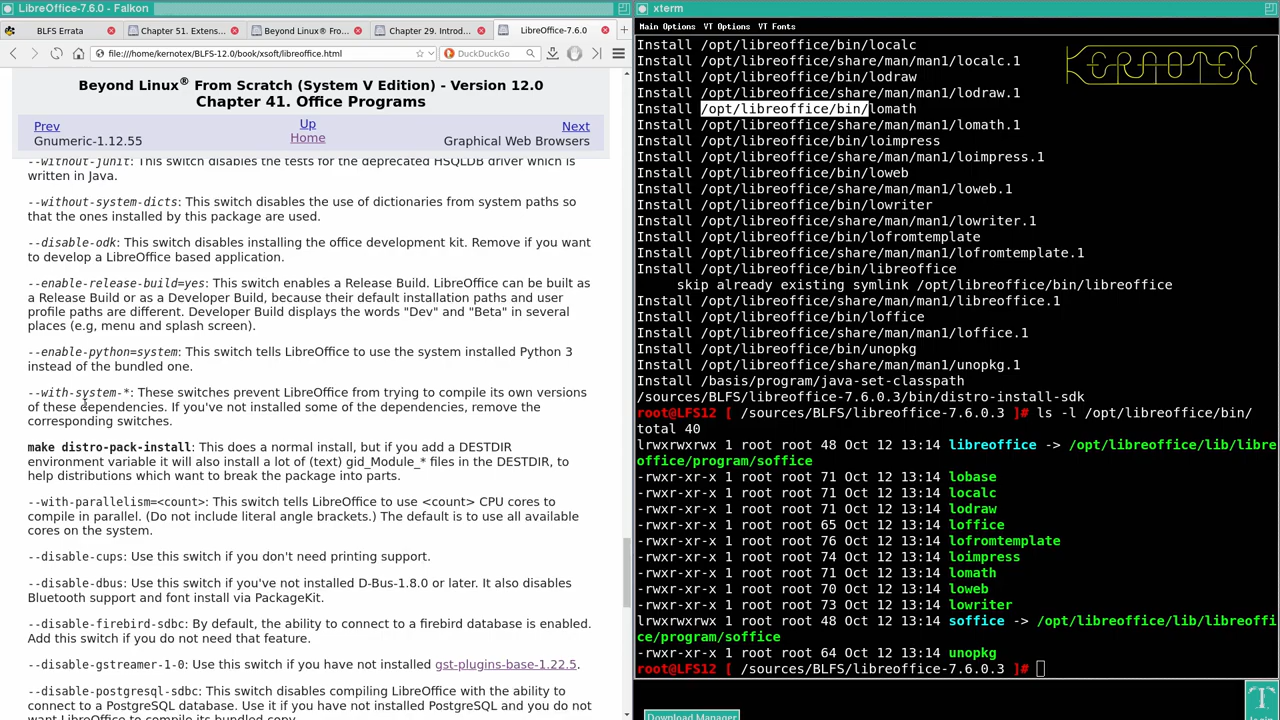 LibreOffice-7.6.0 - Falkon
BLFS Errata
Chapter 51. Extens...
Beyond Linux® Fro...
Chapter 29. Introd...
LibreOffice-7.6.0
file:///home/kernotex/BLFS-12.0/book/xsoft/libreoffice.html
DuckDuckGo
Beyond Linux® From Scratch (System V Edition) - Version 12.0
Chapter 41. Office Programs
Prev
Up
Next
Gnumeric-1.12.55
Home
Graphical Web Browsers
--without-junit: This switch disables the tests for the deprecated HSQLDB driver which is
written in Java.
--without-system-dicts: This switch disables the use of dictionaries from system paths so
that the ones installed by this package are used.
--disable-odk: This switch disables installing the office development kit. Remove if you want
to develop a LibreOffice based application.
--enable-release-build=yes: This switch enables a Release Build. LibreOffice can be built as
a Release Build or as a Developer Build, because their default installation paths and user
profile paths are different. Developer Build displays the words "Dev" and "Beta" in several
places (e.g, menu and splash screen).
--enable-python=system: This switch tells LibreOffice to use the system installed Python 3
instead of the bundled one.
--with-system-*: These switches prevent LibreOffice from trying to compile its own versions
of these dependencies. If you've not installed some of the dependencies, remove the
corresponding switches.
make distro-pack-install: This does a normal install, but if you add a DESTDIR
environment variable it will also install a lot of (text) gid_Module_* files in the DESTDIR, to
help distributions which want to break the package into parts.
--with-parallelism=<count>: This switch tells LibreOffice to use <count> CPU cores to
compile in parallel. (Do not include literal angle brackets.) The default is to use all available
cores on the system.
--disable-cups: Use this switch if you don't need printing support.
--disable-dbus: Use this switch if you've not installed D-Bus-1.8.0 or later. It also disables
Bluetooth support and font install via PackageKit.
--disable-firebird-sdbc: By default, the ability to connect to a firebird database is enabled.
Add this switch if you do not need that feature.
--disable-gstreamer-1-0: Use this switch if you have not installed gst-plugins-base-1.22.5.
--disable-postgresql-sdbc: This switch disables compiling LibreOffice with the ability to
connect to a PostgreSQL database. Use it if you have not installed PostgreSQL and you do not
want LibreOffice to compile its bundled copy.
xterm
Main Options VT Options VT Fonts
KERNOTEX
Install /opt/libreoffice/bin/localc
Install /opt/libreoffice/share/man/man1/localc.1
Install /opt/libreoffice/bin/lodraw
Install /opt/libreoffice/share/man/man1/lodraw.1
Install /opt/libreoffice/bin/lomath
Install /opt/libreoffice/share/man/man1/lomath.1
Install /opt/libreoffice/bin/loimpress
Install /opt/libreoffice/share/man/man1/loimpress.1
Install /opt/libreoffice/bin/loweb
Install /opt/libreoffice/share/man/man1/loweb.1
Install /opt/libreoffice/bin/lowriter
Install /opt/libreoffice/share/man/man1/lowriter.1
Install /opt/libreoffice/bin/lofromtemplate
Install /opt/libreoffice/share/man/man1/lofromtemplate.1
Install /opt/libreoffice/bin/libreoffice
skip already existing symlink /opt/libreoffice/bin/libreoffice
Install /opt/libreoffice/share/man/man1/libreoffice.1
Install /opt/libreoffice/bin/loffice
Install /opt/libreoffice/share/man/man1/loffice.1
Install /opt/libreoffice/bin/unopkg
Install /opt/libreoffice/share/man/man1/unopkg.1
Install /basis/program/java-set-classpath
/sources/BLFS/libreoffice-7.6.0.3/bin/distro-install-sdk
root@LFS12 [ /sources/BLFS/libreoffice-7.6.0.3 ]# ls -l /opt/libreoffice/bin/
total 40
lrwxrwxrwx 1 root root 48 Oct 12 13:14 libreoffice -> /opt/libreoffice/lib/libre
office/program/soffice
-rwxr-xr-x 1 root root 71 Oct 12 13:14 lobase
-rwxr-xr-x 1 root root 71 Oct 12 13:14 localc
-rwxr-xr-x 1 root root 71 Oct 12 13:14 lodraw
-rwxr-xr-x 1 root root 65 Oct 12 13:14 loffice
-rwxr-xr-x 1 root root 76 Oct 12 13:14 lofromtemplate
-rwxr-xr-x 1 root root 74 Oct 12 13:14 loimpress
-rwxr-xr-x 1 root root 71 Oct 12 13:14 lomath
-rwxr-xr-x 1 root root 70 Oct 12 13:14 loweb
-rwxr-xr-x 1 root root 73 Oct 12 13:14 lowriter
lrwxrwxrwx 1 root root 48 Oct 12 13:14 soffice -> /opt/libreoffice/lib/libreoffi
ce/program/soffice
-rwxr-xr-x 1 root root 64 Oct 12 13:14 unopkg
root@LFS12 [ /sources/BLFS/libreoffice-7.6.0.3 ]#
Download Manager